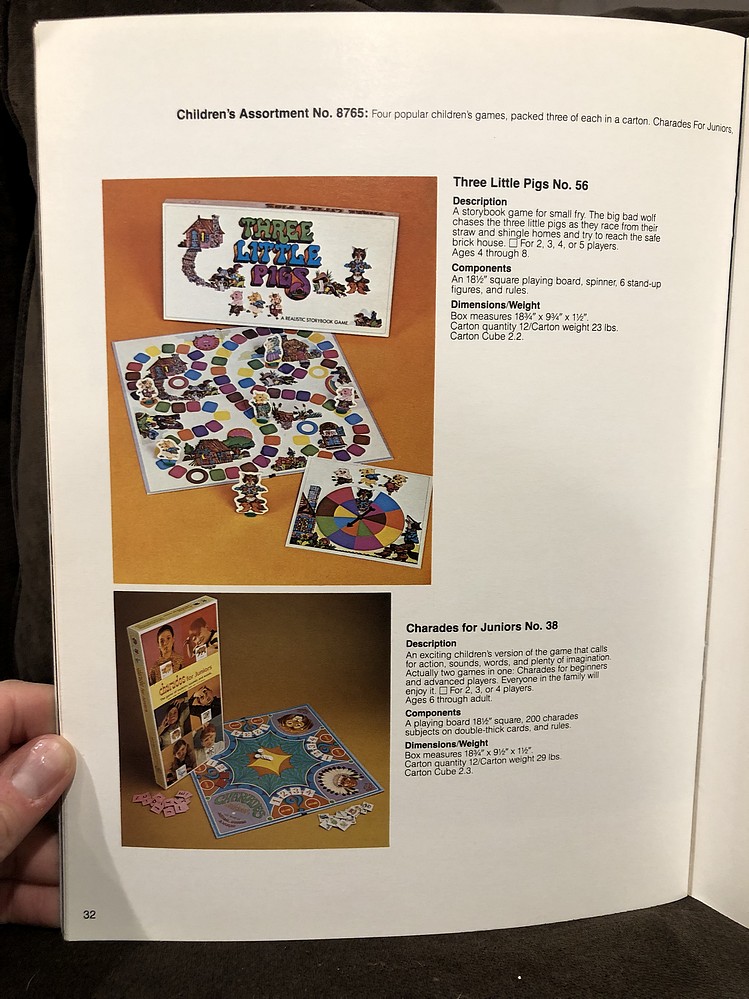 Children's Assortment No. 8765: Four popular children's games, packed three of each in a carton. Charades For Juniors,
Three Little Pigs No. 56
Description
A storybook game for small fry. The big bad wolf
chases the three little pigs as they race from their
straw and shingle homes and try to reach the safe
brick house. ☐ For 2, 3, 4, or 5 players.
Ages 4 through 8.
Components
An 18½" square playing board, spinner, 6 stand-up
figures, and rules.
Dimensions/Weight
Box measures 18¾" x 9¾" x 1½".
Carton quantity 12/Carton weight 23 lbs.
Carton Cube 2.2.
THREE
LITTLE
PIGS
A REALISTIC STORYBOOK GAME
Charades for Juniors No. 38
Description
An exciting children's version of the game that calls
for action, sounds, words, and plenty of imagination.
Actually two games in one: Charades for beginners
and advanced players. Everyone in the family will
enjoy it. ☐ For 2, 3, or 4 players.
Ages 6 through adult.
Components
A playing board 18½" square, 200 charades
subjects on double-thick cards, and rules.
Dimensions/Weight
Box measures 18¾" x 9½" x 1½".
Carton quantity 12/Carton weight 29 lbs.
Carton Cube 2.3.
charades for Juniors
CHARADES
32